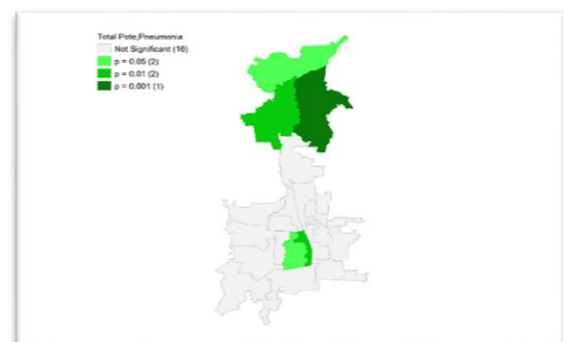 Total Pote,Pneumonia
Not Significant (16)
p = 0.05 (2)
p = 0.01 (2)
p = 0.001 (1)